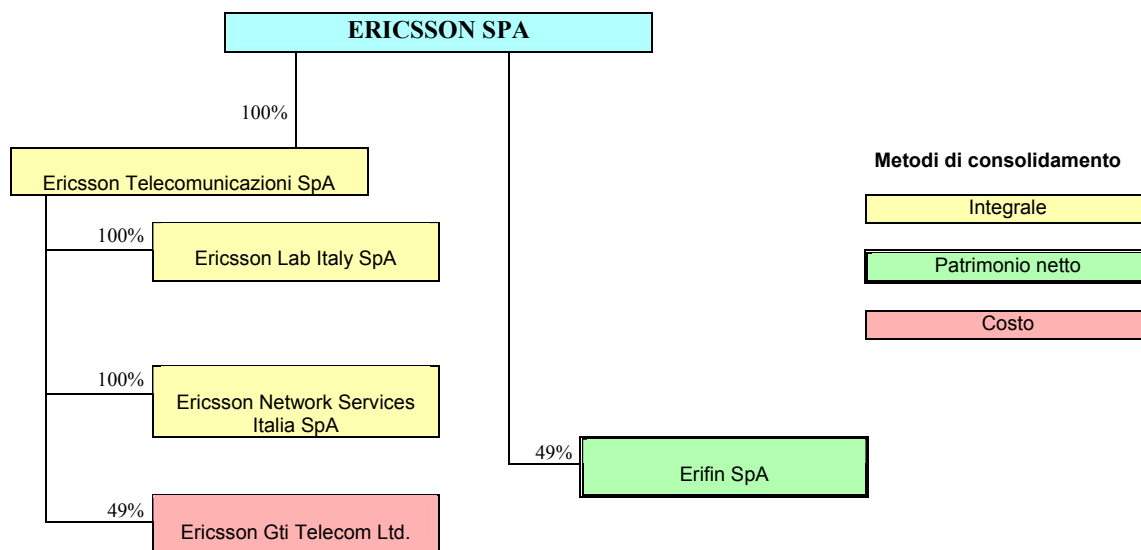 ERICSSON SPA
100%
Ericsson Telecomunicazioni SpA
Metodi di consolidamento
Integrale
100%
Ericsson Lab Italy SpA
Patrimonio netto
Costo
100%
Ericsson Network Services
Italia SpA
49%
Erifin SpA
49%
Ericsson Gti Telecom Ltd.